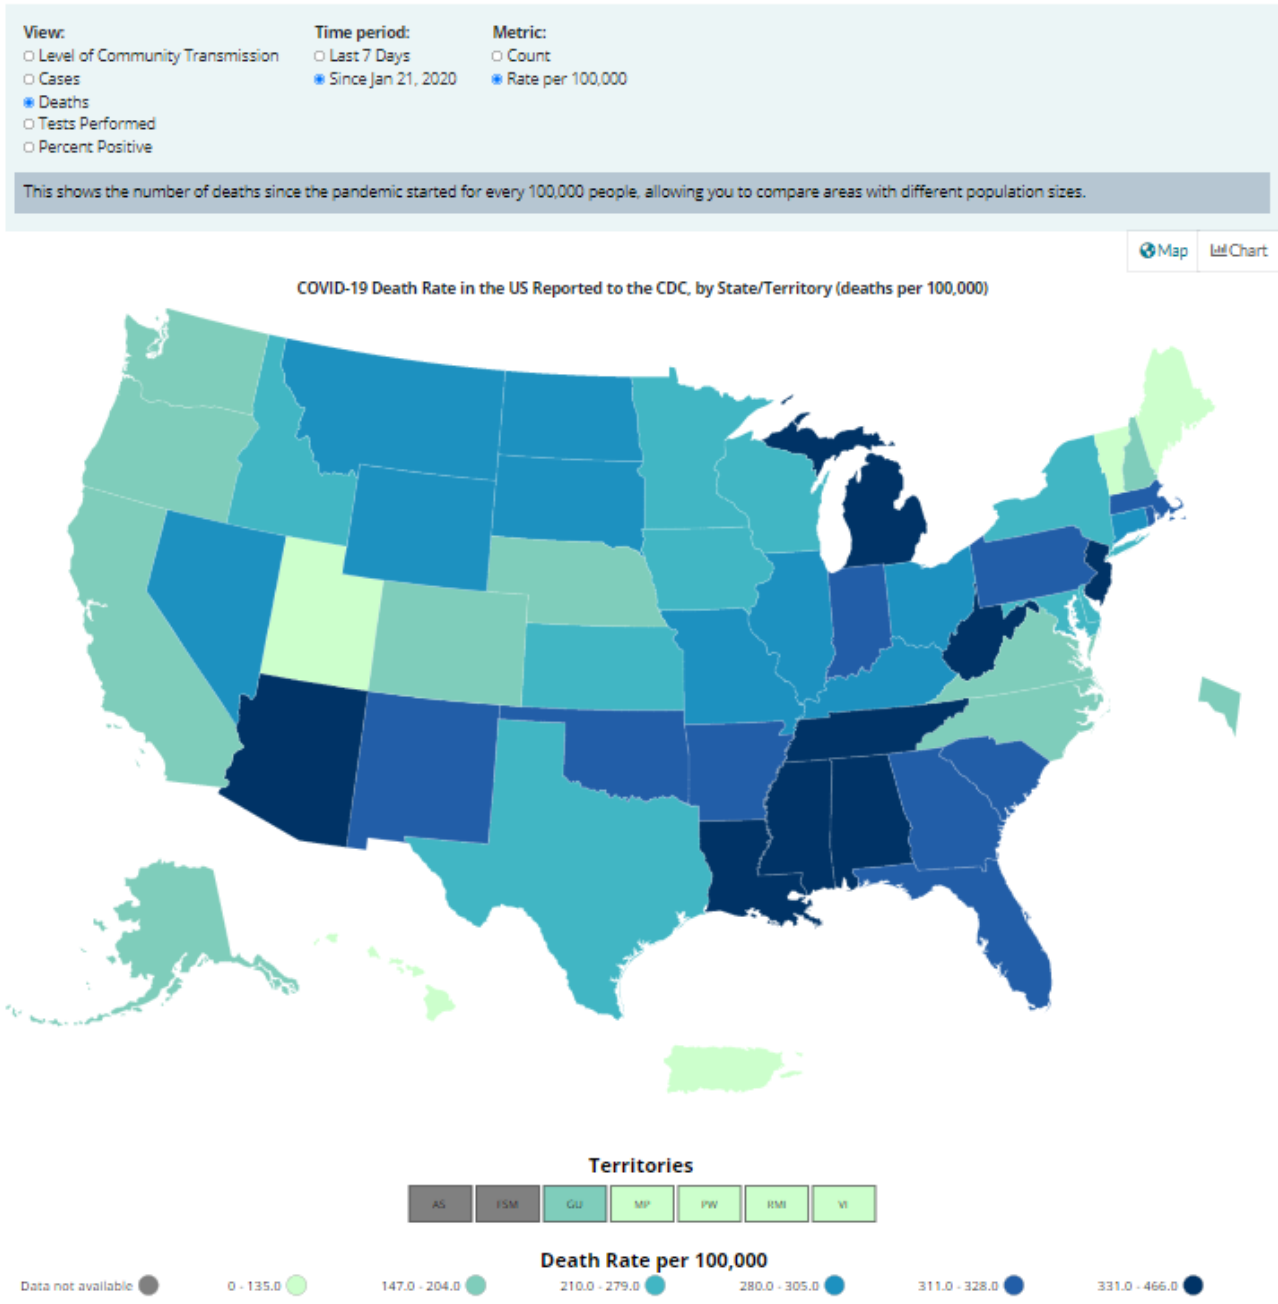 View:
Level of Community Transmission
Cases
Deaths
Tests Performed
Percent Positive
Time period:
Last 7 Days
Since Jan 21, 2020
Metric:
Count
Rate per 100,000
This shows the number of deaths since the pandemic started for every 100,000 people, allowing you to compare areas with different population sizes.
Map Chart
COVID-19 Death Rate in the US Reported to the CDC, by State/Territory (deaths per 100,000)
Territories
AS FSM GU MP PW RMI VI
Death Rate per 100,000
Data not available 0 - 135.0 147.0 - 204.0 210.0 - 279.0 280.0 - 305.0 311.0 - 328.0 331.0 - 466.0